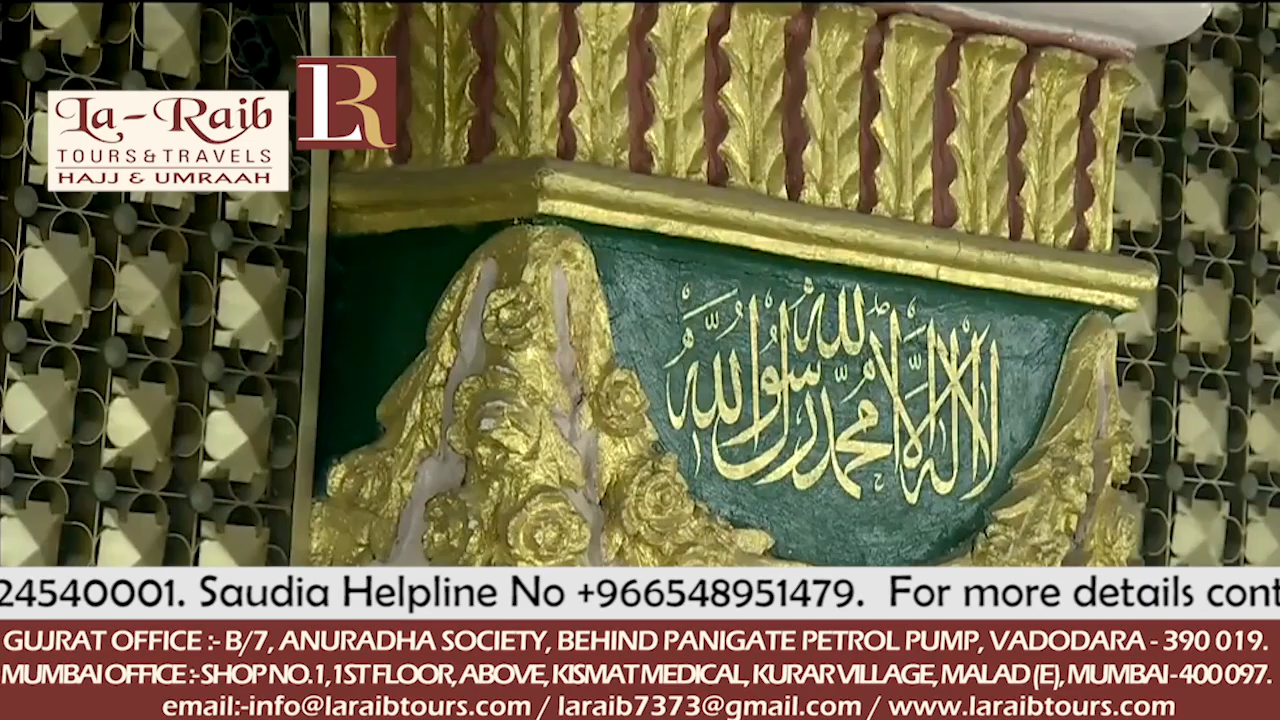 La-Raib
TOURS & TRAVELS
HAJJ & UMRAAH
LR
لا اله الا الله محمد رسول الله
24540001. Saudia Helpline No +966548951479. For more details cont
GUJRAT OFFICE :- B/7, ANURADHA SOCIETY, BEHIND PANIGATE PETROL PUMP, VADODARA - 390 019.
MUMBAI OFFICE :- SHOP NO. 1, 1ST FLOOR, ABOVE, KISMAT MEDICAL, KURAR VILLAGE, MALAD (E), MUMBAI - 400 097.
email:-info@laraibtours.com / laraib7373@gmail.com / www.laraibtours.com